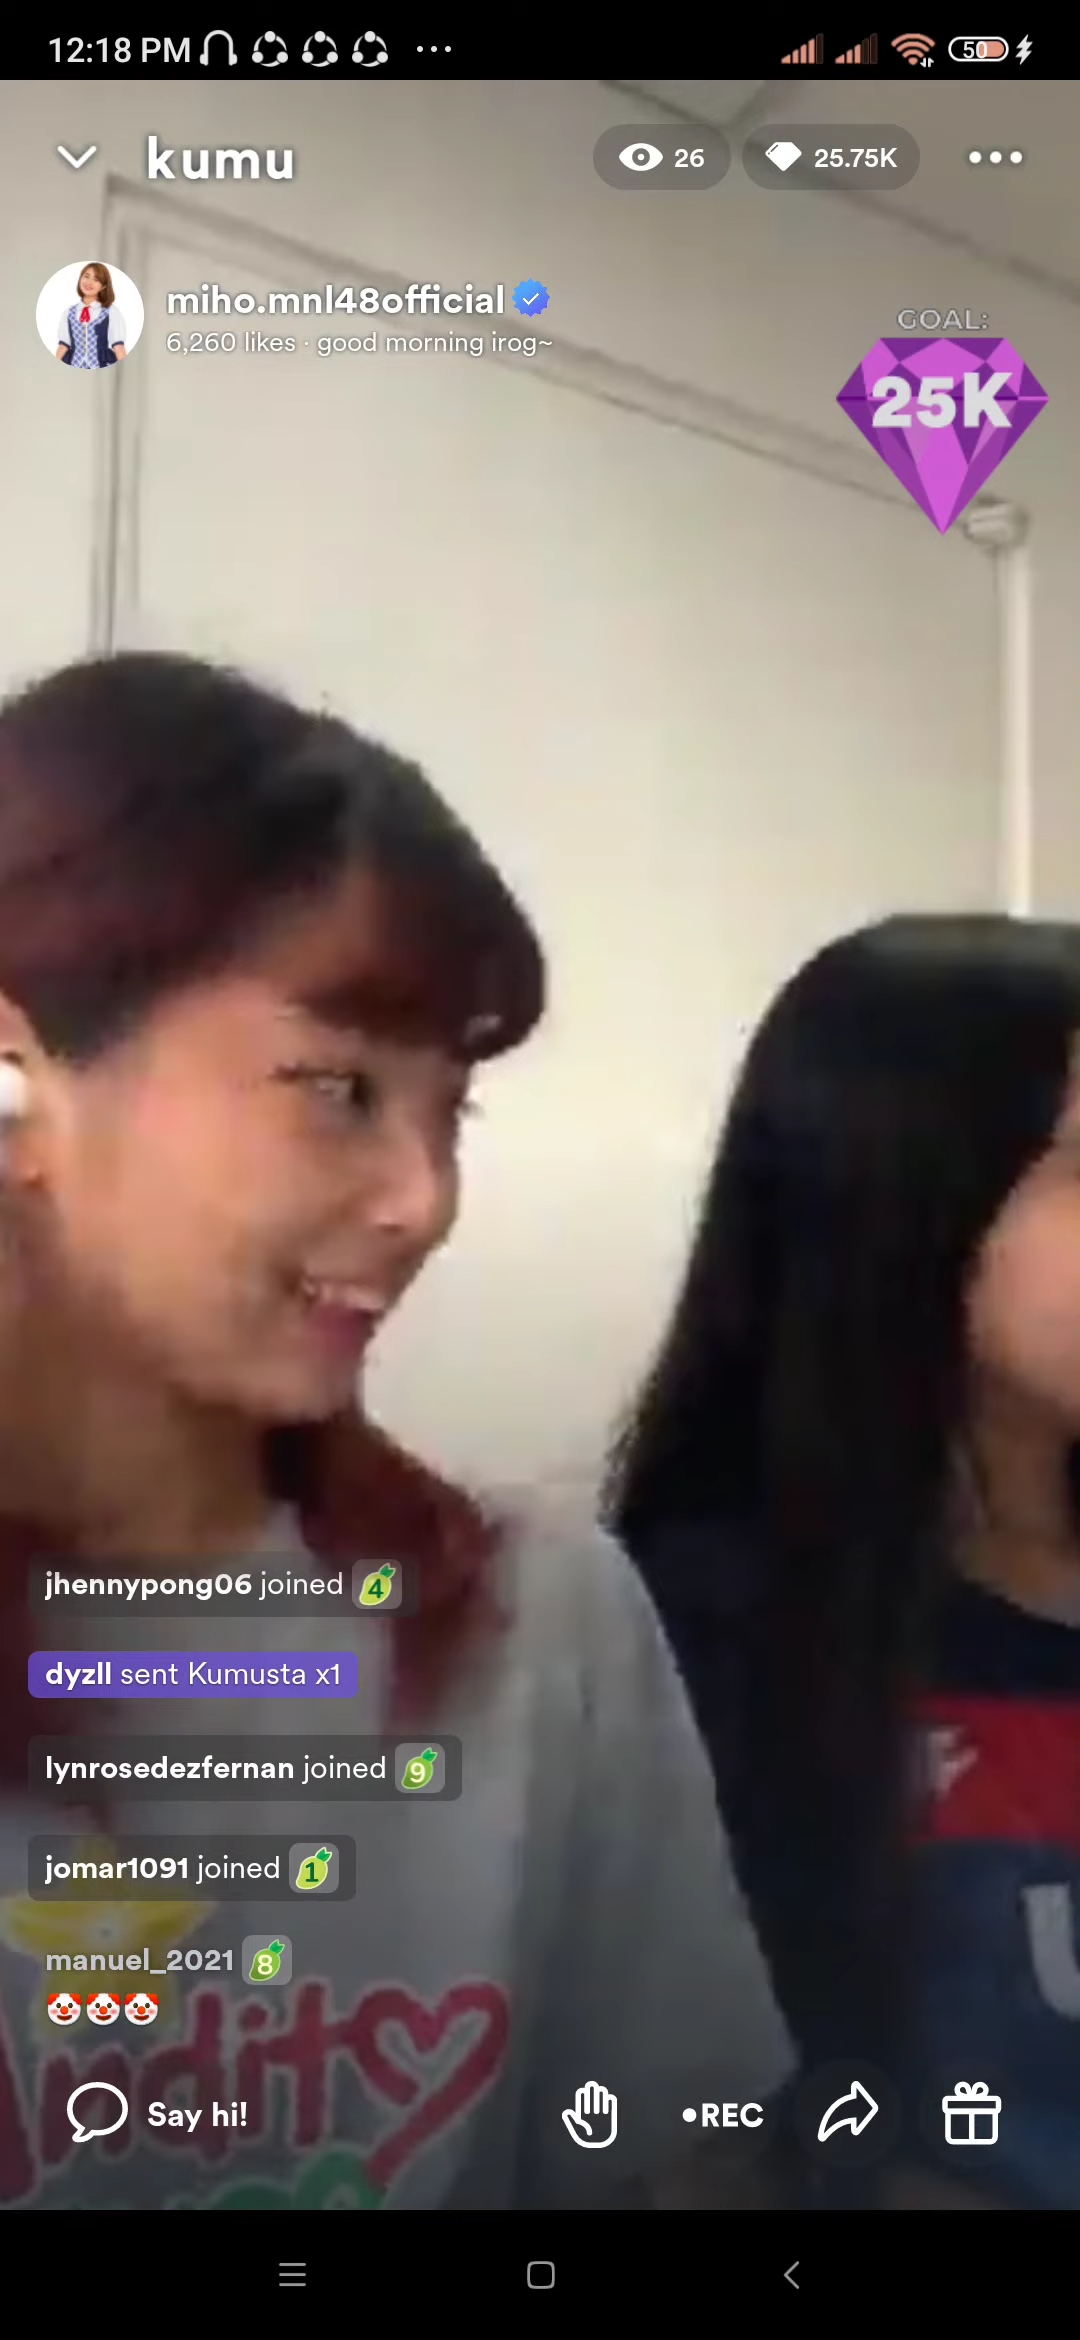 12:18 PM
50
kumu
26
25.75K
miho.mnl48official
6,260 likes · good morning irog~
GOAL:
25K
jhennypong06 joined 4
dyzll sent Kumusta x1
lynrosedezfernan joined 9
jomar1091 joined 1
manuel_2021 8
🤡🤡🤡
Say hi!
•REC